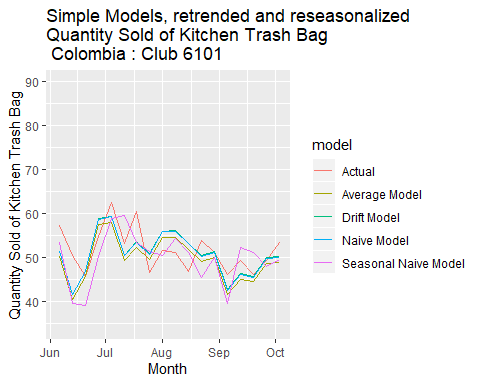 Simple Models, retrended and reseasonalized
Quantity Sold of Kitchen Trash Bag
Colombia : Club 6101
Quantity Sold of Kitchen Trash Bag
90
80
70
60
50
40
Jun
Jul
Aug
Sep
Oct
Month
model
Actual
Average Model
Drift Model
Naive Model
Seasonal Naive Model